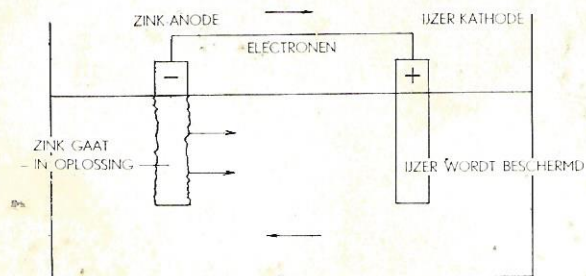 ZINK ANODE
IJZER KATHODE
ELECTRONEN
−
+
ZINK GAAT
IN OPLOSSING
IJZER WORDT BESCHERMD